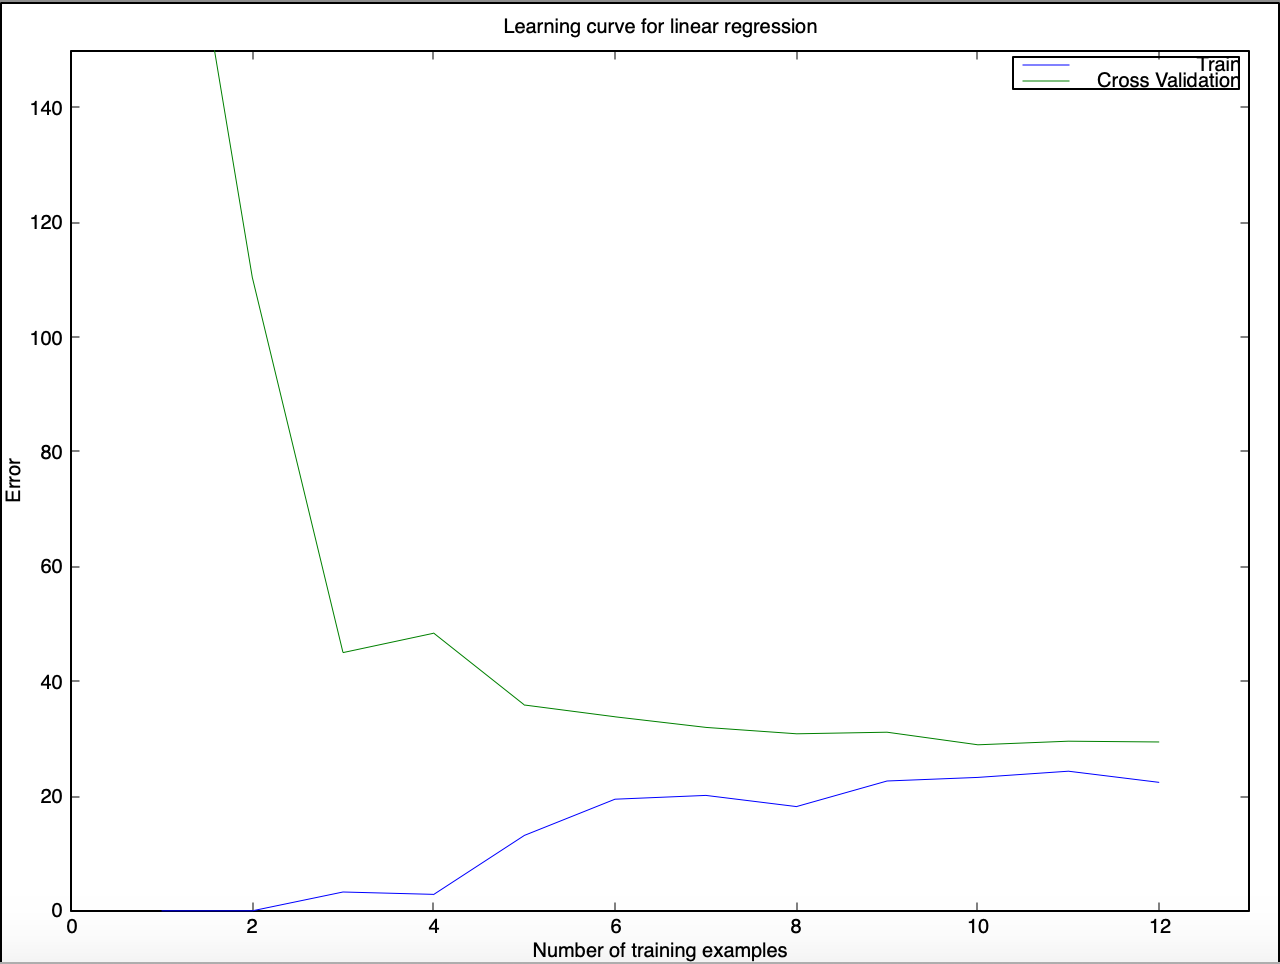 Learning curve for linear regression
Train
Cross Validation
140
120
100
80
60
40
20
0
0 2 4 6 8 10 12
Error
Number of training examples